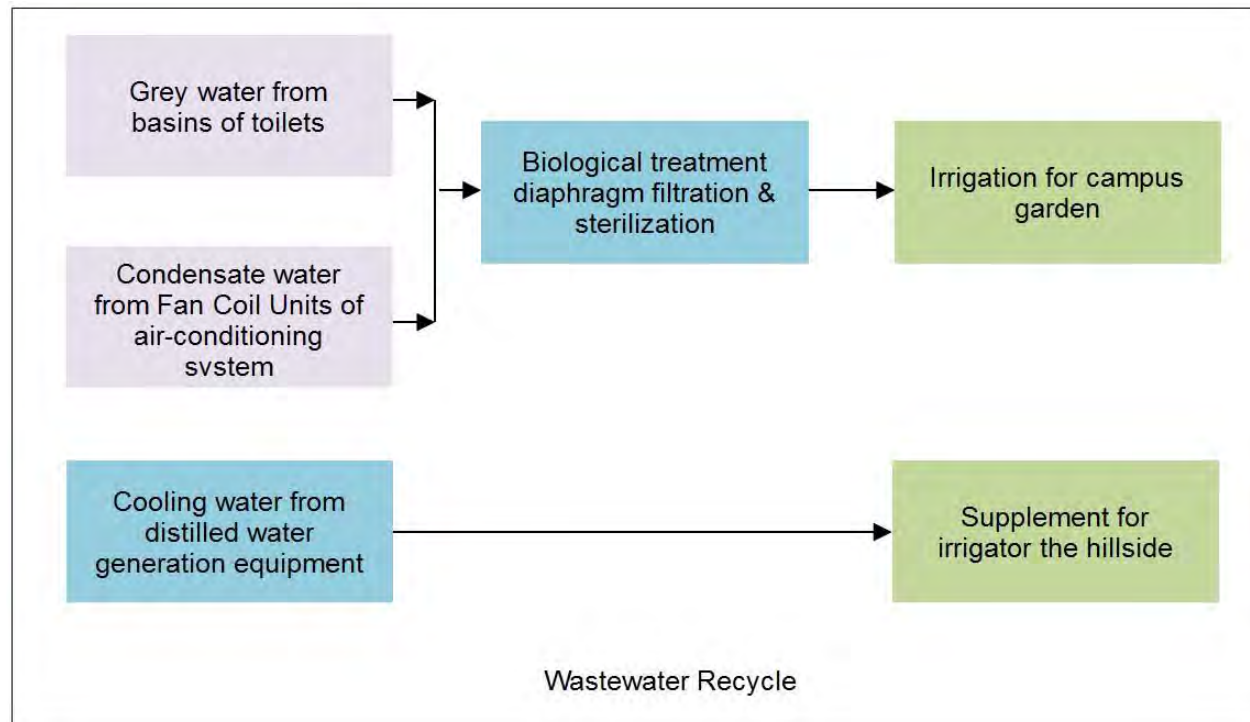 Grey water from
basins of toilets
Biological treatment
diaphragm filtration &
sterilization
Irrigation for campus
garden
Condensate water
from Fan Coil Units of
air-conditioning
system
Cooling water from
distilled water
generation equipment
Supplement for
irrigator the hillside
Wastewater Recycle